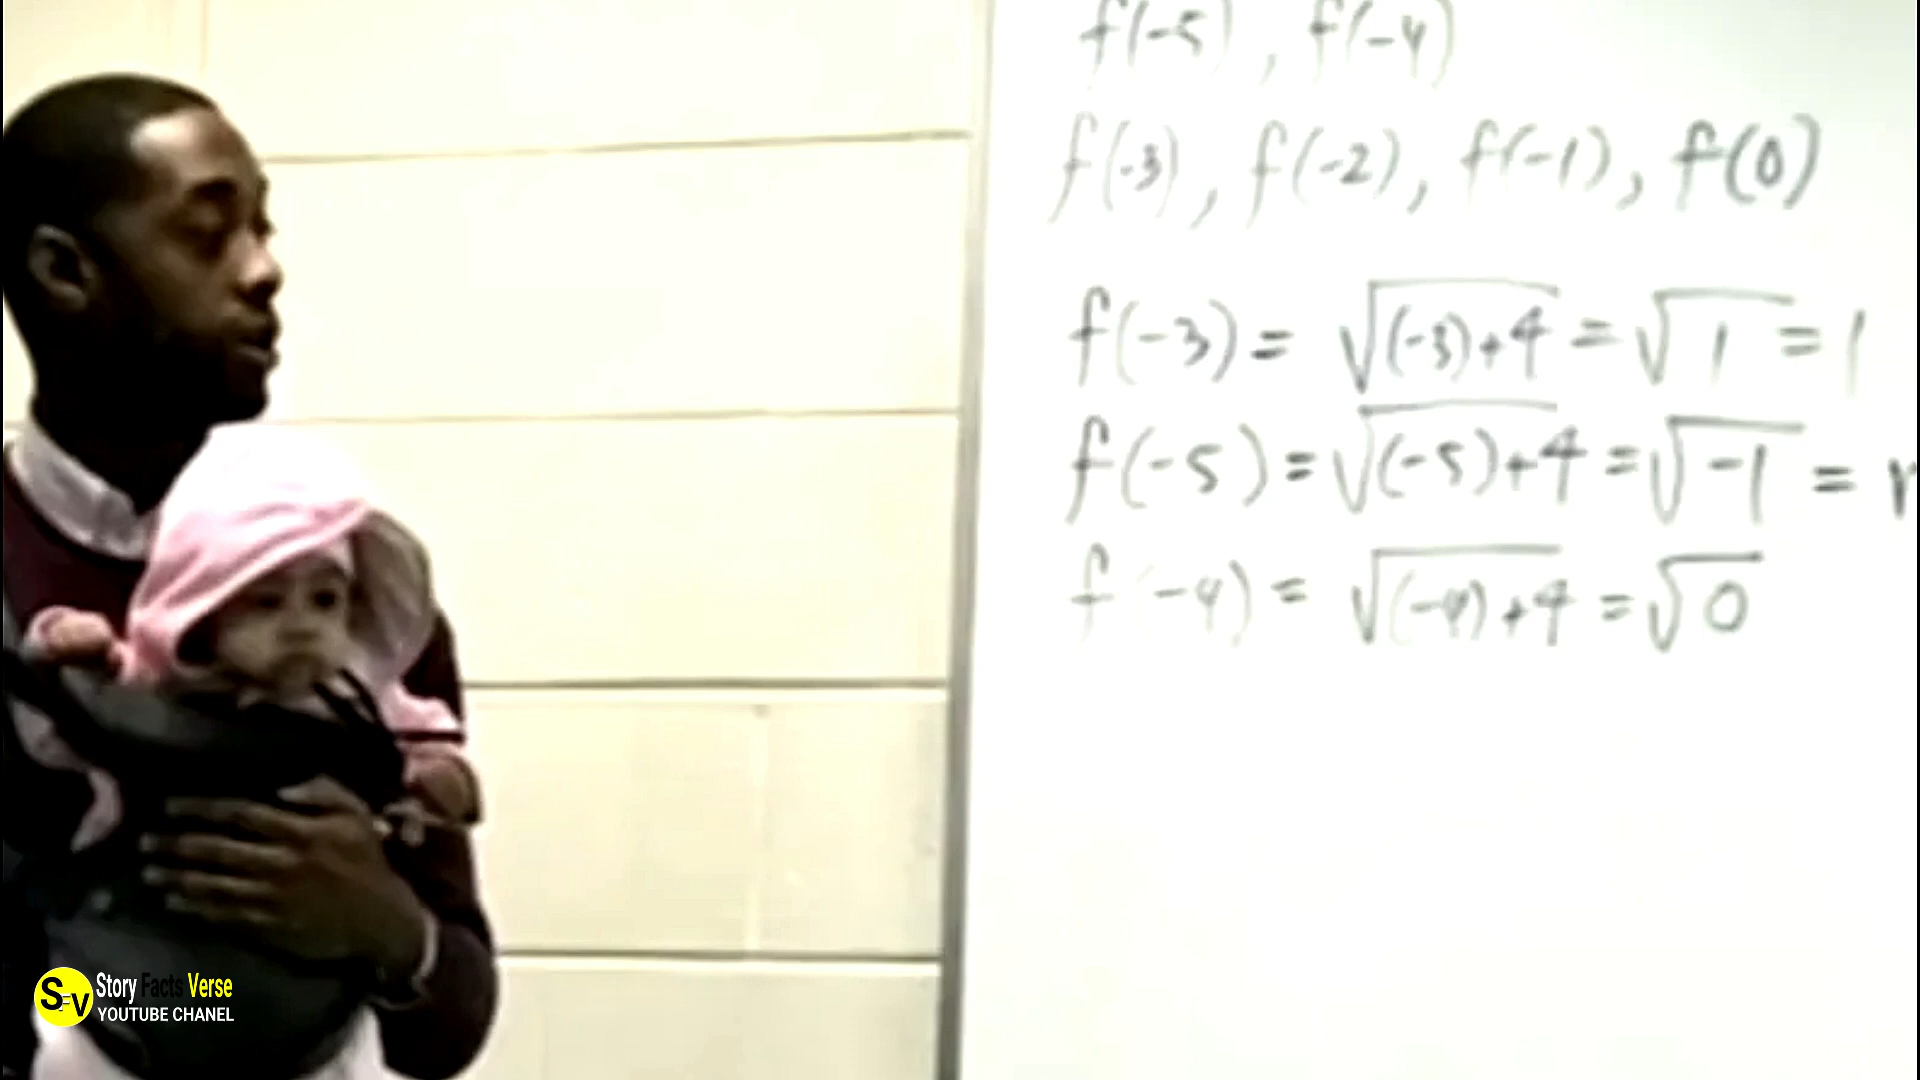 f(-5), f(-4)
f(-3), f(-2), f(-1), f(0)
f(-3) = √(-3)+4 = √1 = 1
f(-5) = √(-5)+4 = √-1 =
f(-4) = √(-4)+4 = √0
SFV Story Facts Verse
YOUTUBE CHANEL